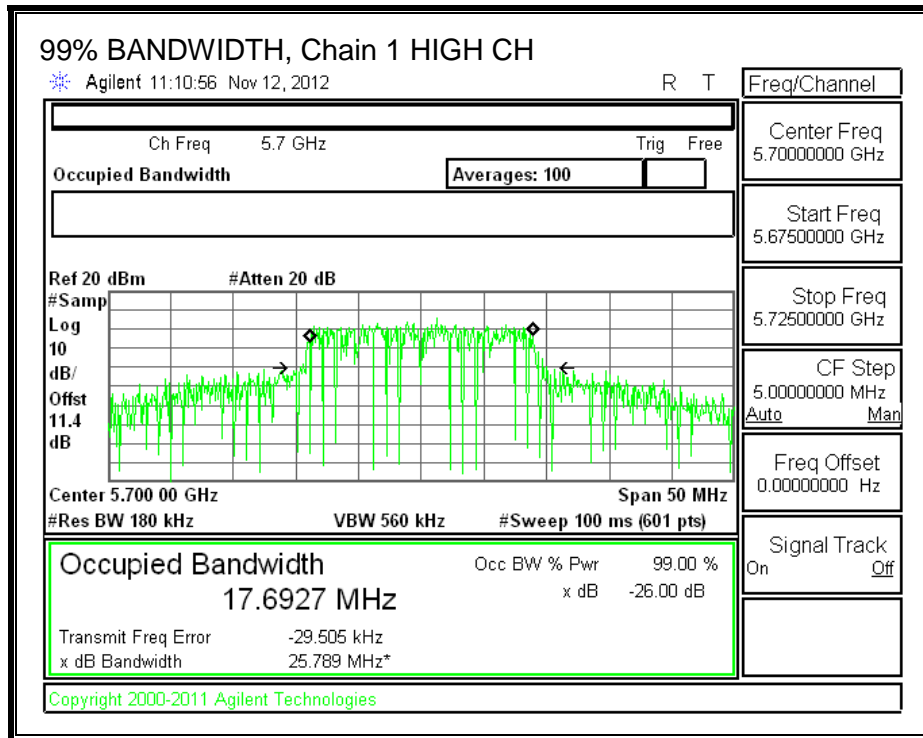 99% BANDWIDTH, Chain 1 HIGH CH
Agilent 11:10:56 Nov 12, 2012 R T
Ch Freq 5.7 GHz Trig Free
Occupied Bandwidth Averages: 100
Ref 20 dBm #Atten 20 dB
#Samp
Log
10
dB/
Offst
11.4
dB
Center 5.700 00 GHz Span 50 MHz
#Res BW 180 kHz VBW 560 kHz #Sweep 100 ms (601 pts)
Occupied Bandwidth
17.6927 MHz
Occ BW % Pwr 99.00 %
x dB -26.00 dB
Transmit Freq Error -29.505 kHz
x dB Bandwidth 25.789 MHz*
Copyright 2000-2011 Agilent Technologies
Freq/Channel
Center Freq
5.70000000 GHz
Start Freq
5.67500000 GHz
Stop Freq
5.72500000 GHz
CF Step
5.00000000 MHz
Auto Man
Freq Offset
0.00000000 Hz
Signal Track
On Off